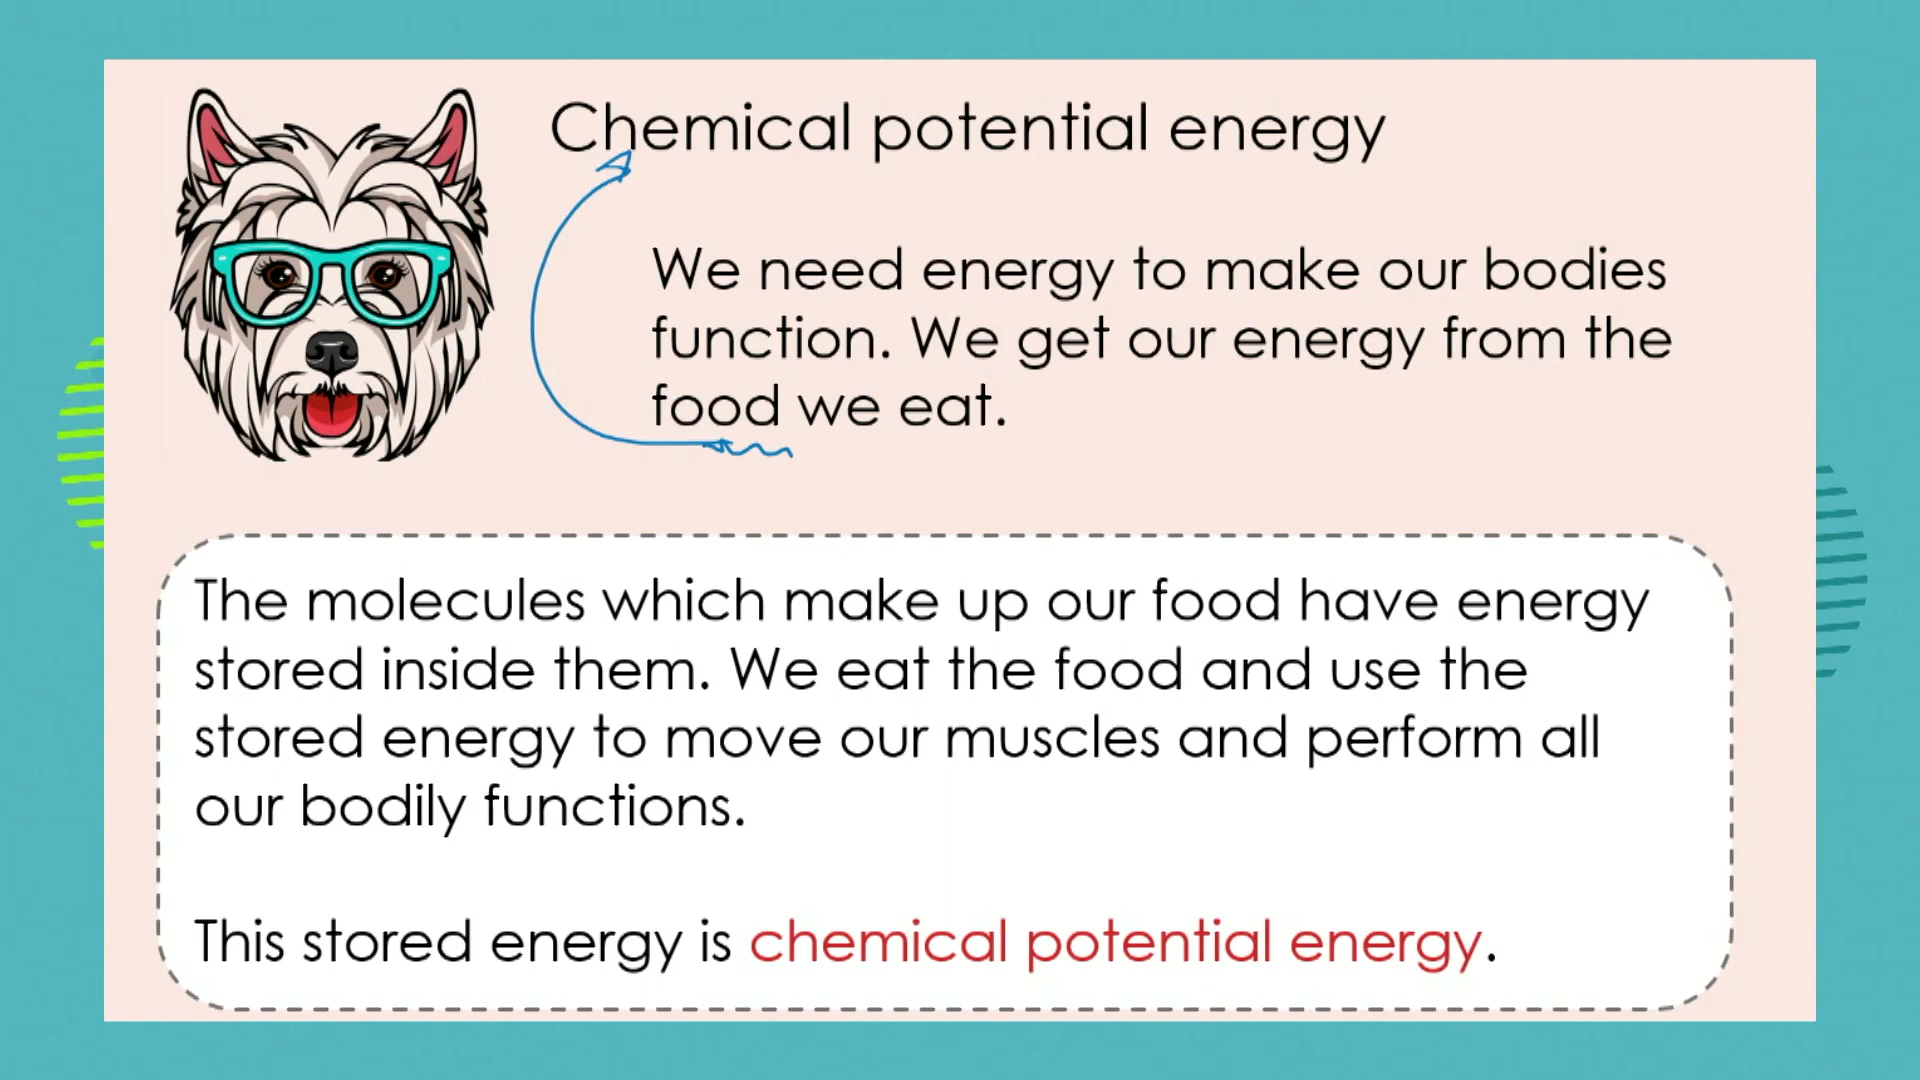 Chemical potential energy
We need energy to make our bodies
function. We get our energy from the
food we eat.
The molecules which make up our food have energy
stored inside them. We eat the food and use the
stored energy to move our muscles and perform all
our bodily functions.
This stored energy is chemical potential energy.